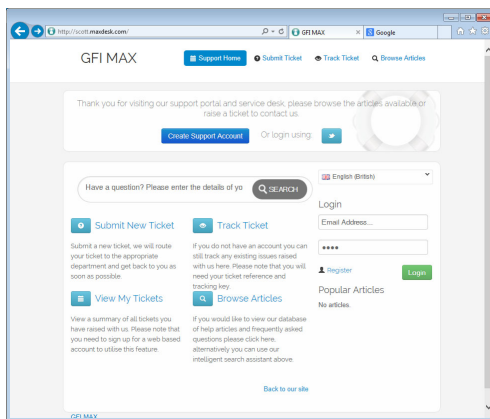 http://scott.maxdesk.com/
GFI MAX
Google
GFI MAX
Support Home
Submit Ticket
Track Ticket
Browse Articles
Thank you for visiting our support portal and service desk, please browse the articles available or
raise a ticket to contact us.
Create Support Account
Or login using:
Have a question? Please enter the details of yo
SEARCH
English (British)
Login
Email Address...
Register
Login
Popular Articles
No articles.
Submit New Ticket
Submit a new ticket, we will route
your ticket to the appropriate
department and get back to you as
soon as possible.
Track Ticket
If you do not have an account you can
still track any existing issues raised
with us here. Please note that you will
need your ticket reference and
tracking key.
View My Tickets
View a summary of all tickets you
have raised with us. Please note that
you need to sign up for a web based
account to utilise this feature.
Browse Articles
If you would like to view our database
of help articles and frequently asked
questions please click here,
alternatively you can use our
intelligent search assistant above.
Back to our site
GFI MAX